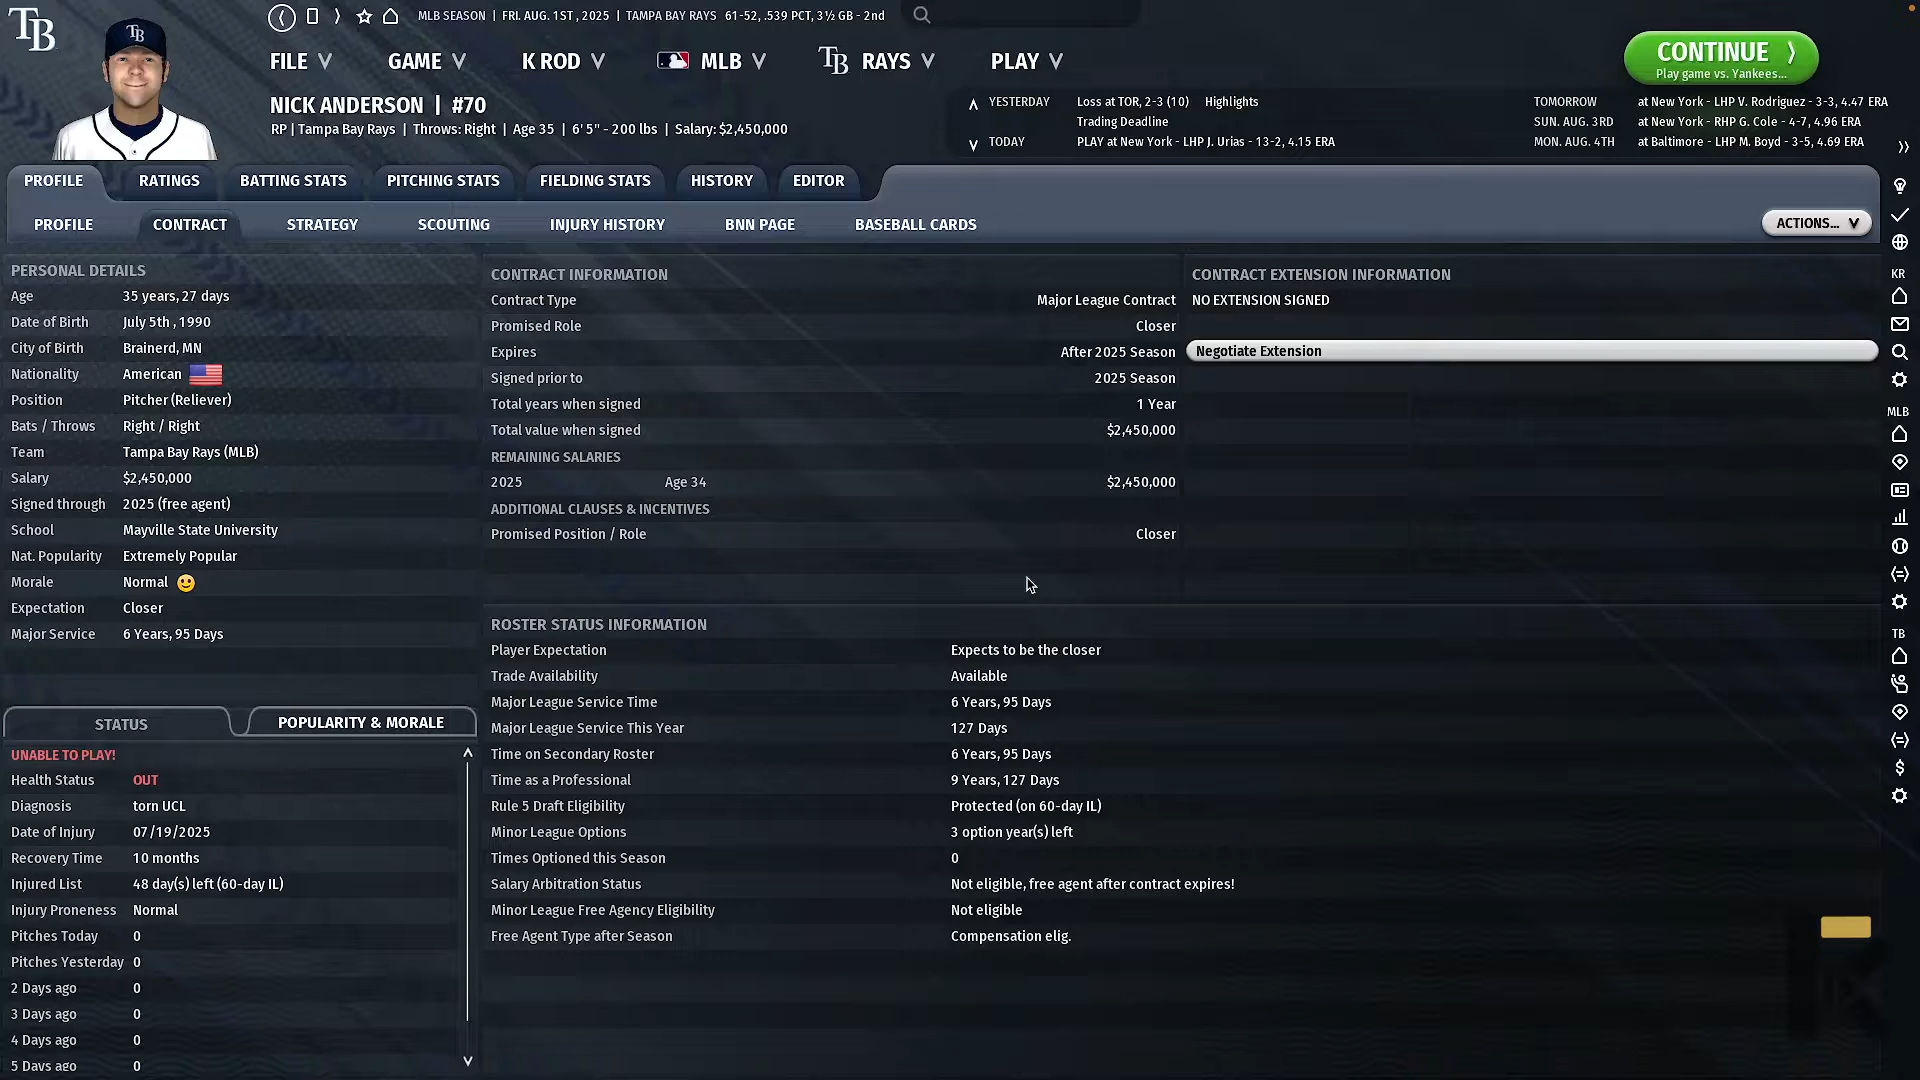 MLB SEASON | FRI. AUG. 1ST , 2025 | TAMPA BAY RAYS 61-52, .539 PCT, 3½ GB - 2nd
TB
TB
FILE GAME K ROD MLB TB RAYS PLAY
CONTINUE
Play game vs. Yankees...
NICK ANDERSON | #70
RP | Tampa Bay Rays | Throws: Right | Age 35 | 6' 5" - 200 lbs | Salary: $2,450,000
YESTERDAY Loss at TOR, 2-3 (10) Highlights
Trading Deadline
TODAY PLAY at New York - LHP J. Urias - 13-2, 4.15 ERA
TOMORROW at New York - LHP V. Rodriguez - 3-3, 4.47 ERA
SUN. AUG. 3RD at New York - RHP G. Cole - 4-7, 4.96 ERA
MON. AUG. 4TH at Baltimore - LHP M. Boyd - 3-5, 4.69 ERA
PROFILE RATINGS BATTING STATS PITCHING STATS FIELDING STATS HISTORY EDITOR
PROFILE CONTRACT STRATEGY SCOUTING INJURY HISTORY BNN PAGE BASEBALL CARDS
ACTIONS...
PERSONAL DETAILS
Age 35 years, 27 days
Date of Birth July 5th , 1990
City of Birth Brainerd, MN
Nationality American
Position Pitcher (Reliever)
Bats / Throws Right / Right
Team Tampa Bay Rays (MLB)
Salary $2,450,000
Signed through 2025 (free agent)
School Mayville State University
Nat. Popularity Extremely Popular
Morale Normal
Expectation Closer
Major Service 6 Years, 95 Days
STATUS POPULARITY & MORALE
UNABLE TO PLAY!
Health Status OUT
Diagnosis torn UCL
Date of Injury 07/19/2025
Recovery Time 10 months
Injured List 48 day(s) left (60-day IL)
Injury Proneness Normal
Pitches Today 0
Pitches Yesterday 0
2 Days ago 0
3 Days ago 0
4 Days ago 0
5 Days ago 0
CONTRACT INFORMATION
Contract Type Major League Contract
Promised Role Closer
Expires After 2025 Season
Signed prior to 2025 Season
Total years when signed 1 Year
Total value when signed $2,450,000
REMAINING SALARIES
2025 Age 34 $2,450,000
ADDITIONAL CLAUSES & INCENTIVES
Promised Position / Role Closer
CONTRACT EXTENSION INFORMATION
NO EXTENSION SIGNED
Negotiate Extension
ROSTER STATUS INFORMATION
Player Expectation Expects to be the closer
Trade Availability Available
Major League Service Time 6 Years, 95 Days
Major League Service This Year 127 Days
Time on Secondary Roster 6 Years, 95 Days
Time as a Professional 9 Years, 127 Days
Rule 5 Draft Eligibility Protected (on 60-day IL)
Minor League Options 3 option year(s) left
Times Optioned this Season 0
Salary Arbitration Status Not eligible, free agent after contract expires!
Minor League Free Agency Eligibility Not eligible
Free Agent Type after Season Compensation elig.
KR
MLB
TB